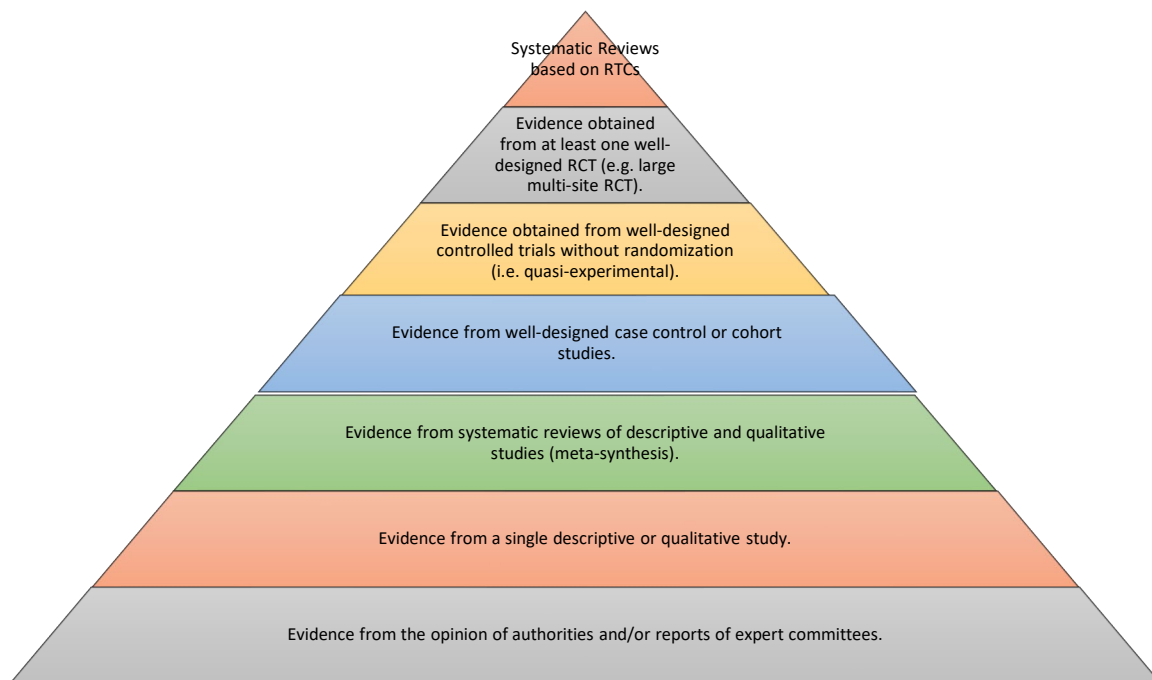 Systematic Reviews
based on RTCs
Evidence obtained
from at least one well-
designed RCT (e.g. large
multi-site RCT).
Evidence obtained from well-designed
controlled trials without randomization
(i.e. quasi-experimental).
Evidence from well-designed case control or cohort
studies.
Evidence from systematic reviews of descriptive and qualitative
studies (meta-synthesis).
Evidence from a single descriptive or qualitative study.
Evidence from the opinion of authorities and/or reports of expert committees.